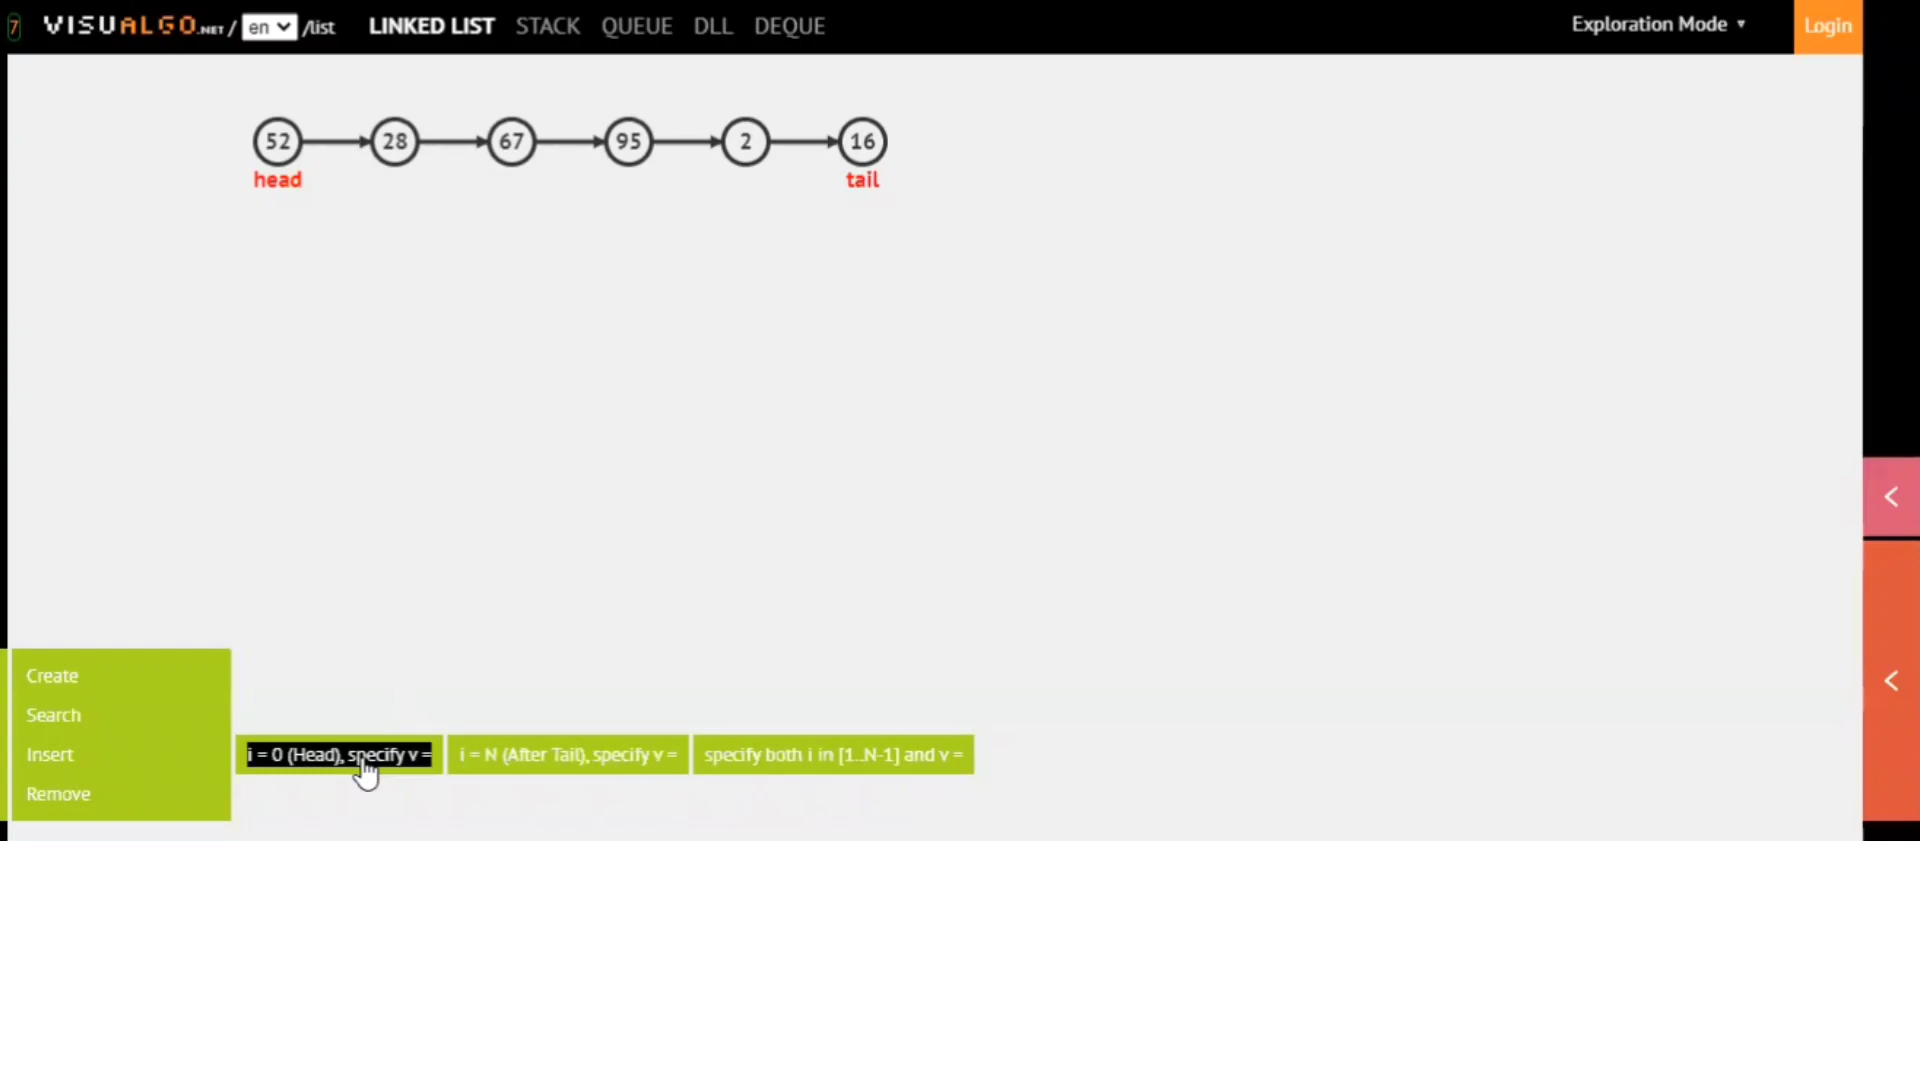 7 VISUALGO.NET / en /list LINKED LIST STACK QUEUE DLL DEQUE Exploration Mode ▼ Login
52 28 67 95 2 16
head tail
Create
Search
Insert i = 0 (Head), specify v = i = N (After Tail), specify v = specify both i in [1..N-1] and v =
Remove